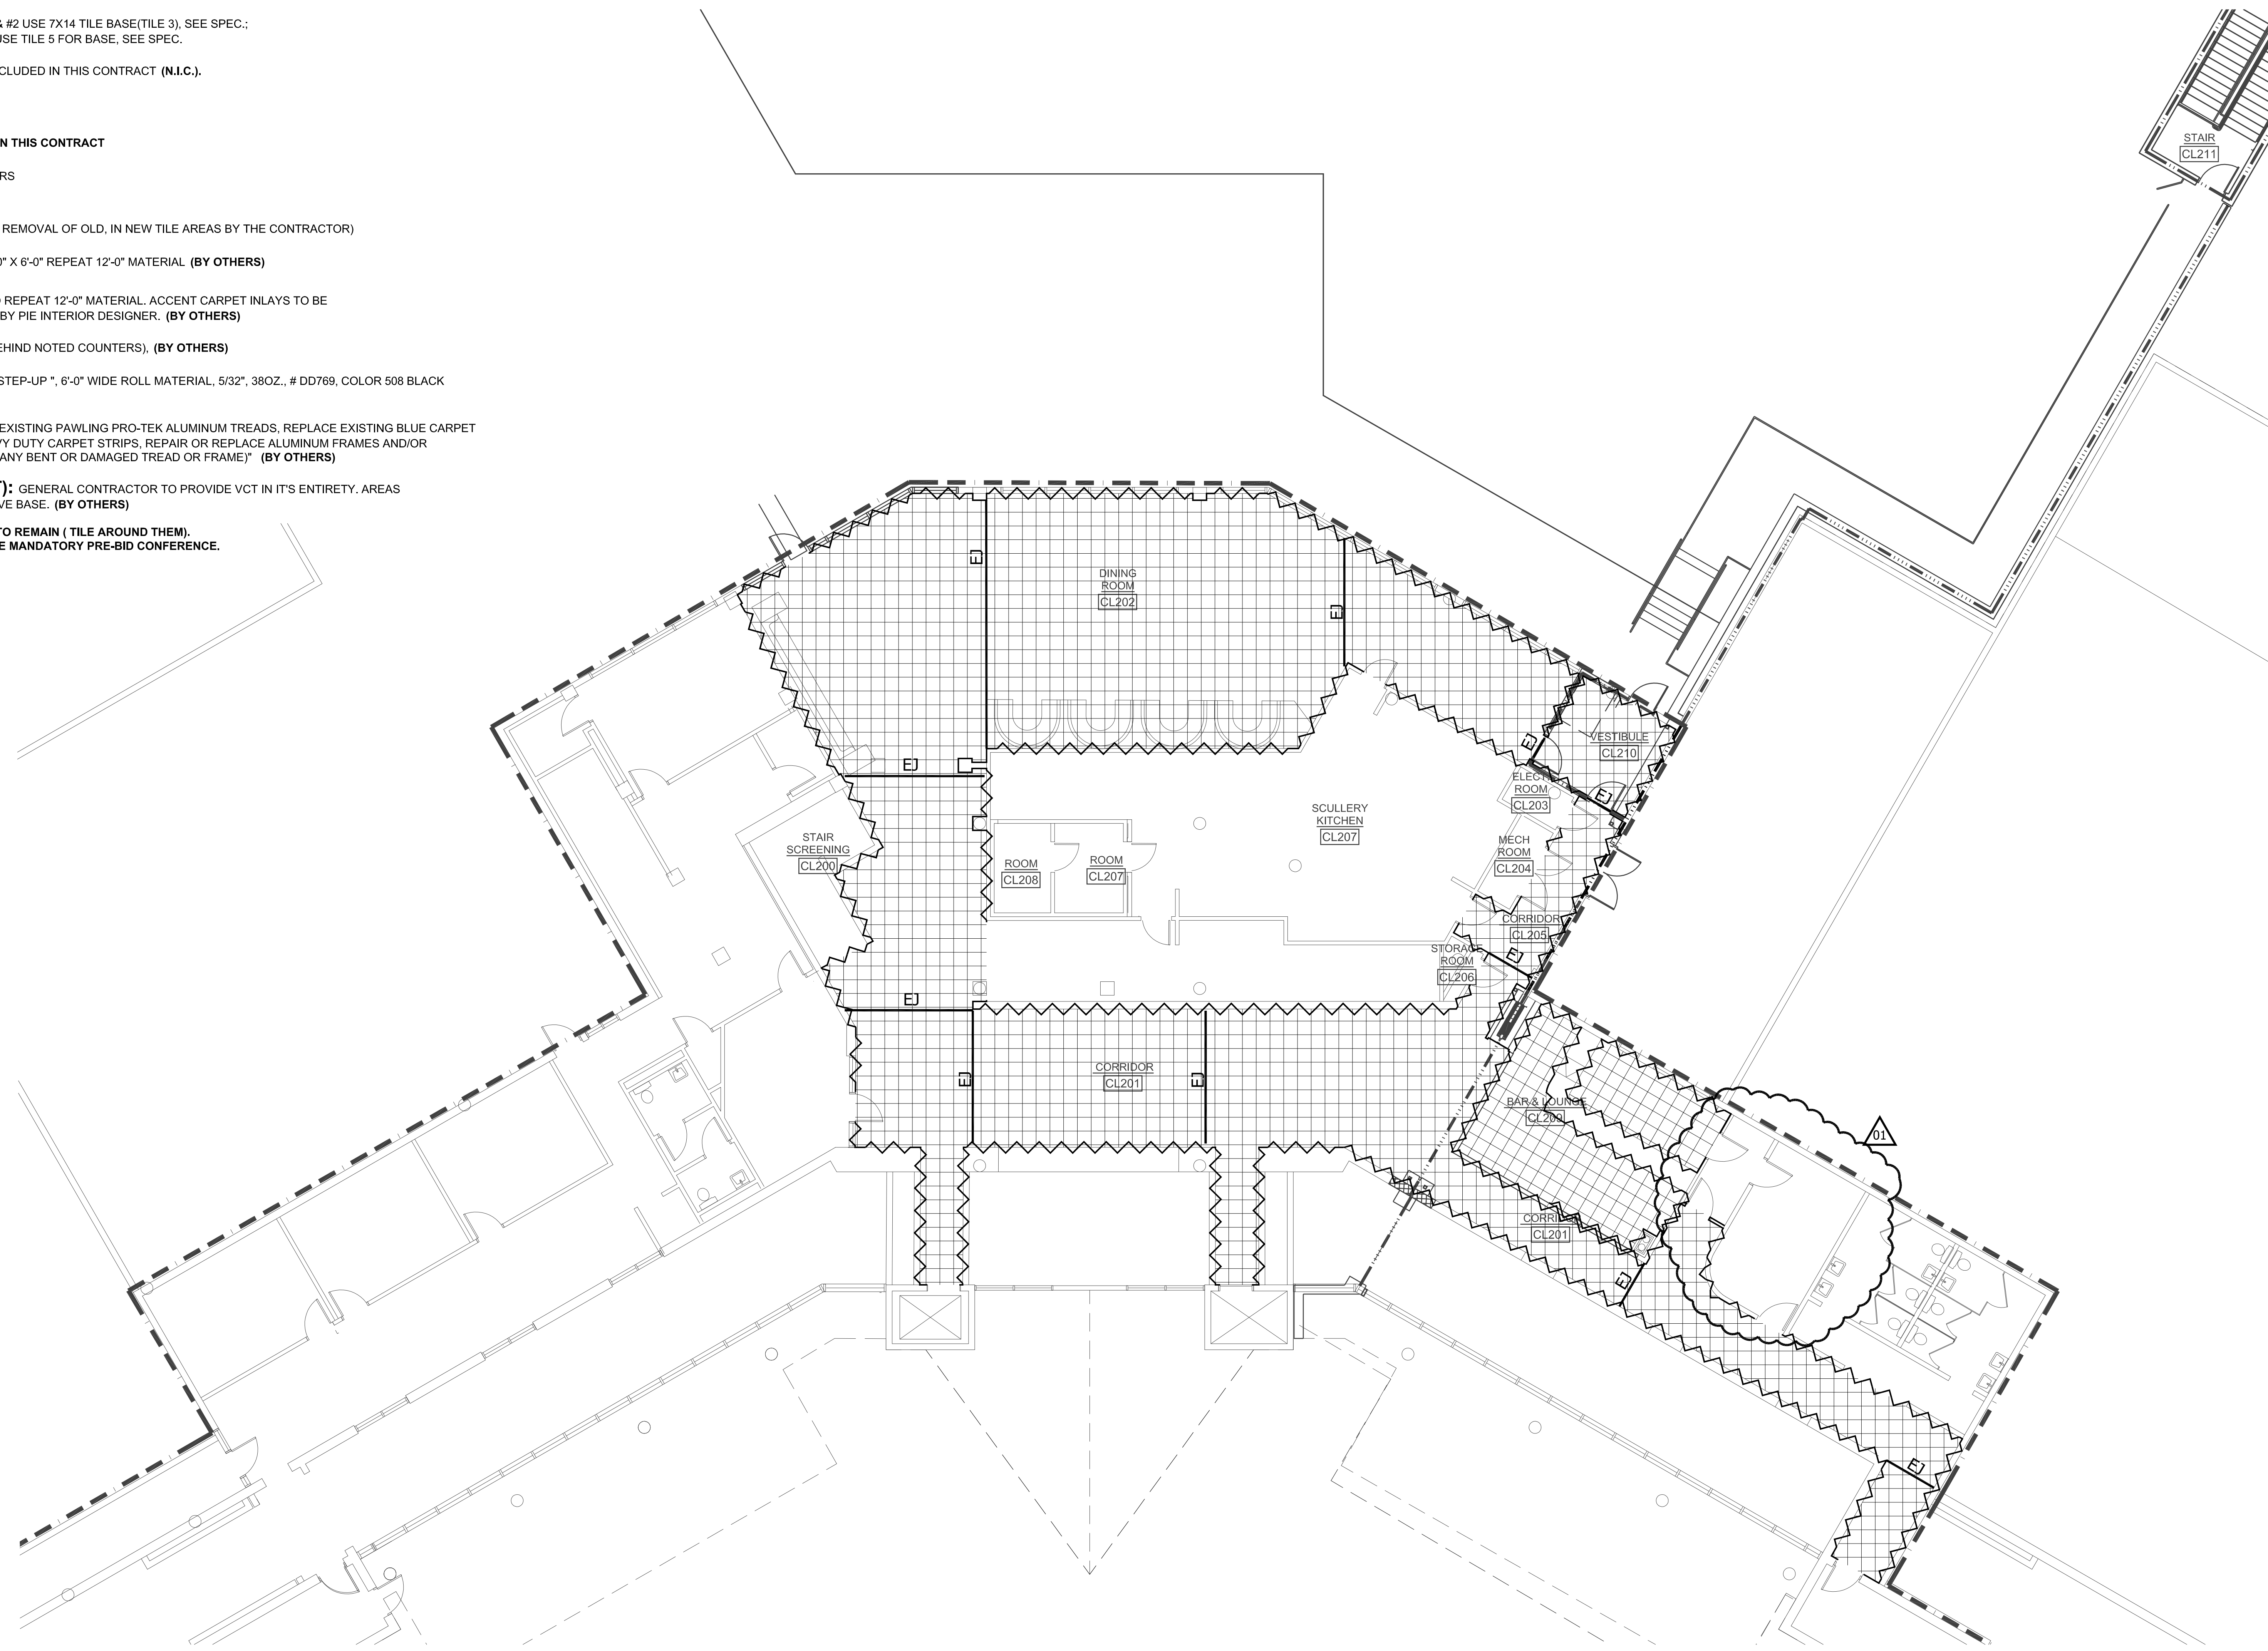 & #2 USE 7X14 TILE BASE(TILE 3), SEE SPEC.;
USE TILE 5 FOR BASE, SEE SPEC.
CLUDED IN THIS CONTRACT (N.I.C.).
N THIS CONTRACT
RS
REMOVAL OF OLD, IN NEW TILE AREAS BY THE CONTRACTOR)
0" X 6'-0" REPEAT 12'-0" MATERIAL (BY OTHERS)
REPEAT 12'-0" MATERIAL. ACCENT CARPET INLAYS TO BE
BY PIE INTERIOR DESIGNER. (BY OTHERS)
EHIND NOTED COUNTERS), (BY OTHERS)
STEP-UP ", 6'-0" WIDE ROLL MATERIAL, 5/32", 38OZ., # DD769, COLOR 508 BLACK
EXISTING PAWLING PRO-TEK ALUMINUM TREADS, REPLACE EXISTING BLUE CARPET
VY DUTY CARPET STRIPS, REPAIR OR REPLACE ALUMINUM FRAMES AND/OR
ANY BENT OR DAMAGED TREAD OR FRAME)" (BY OTHERS)
): GENERAL CONTRACTOR TO PROVIDE VCT IN IT'S ENTIRETY. AREAS
VE BASE. (BY OTHERS)
TO REMAIN ( TILE AROUND THEM).
E MANDATORY PRE-BID CONFERENCE.
STAIR
CL211
EJ
DINING
ROOM
CL202
EJ
EJ
VESTIBULE
CL210
EJ
EJ
ELECT
ROOM
CL203
EJ
SCULLERY
KITCHEN
CL207
STAIR
SCREENING
CL200
MECH
ROOM
CL204
ROOM
CL208
ROOM
CL207
CORRIDOR
CL205
STORAGE
ROOM
CL206
EJ
EJ
CORRIDOR
CL201
EJ
EJ
BAR & LOUNGE
CL209
01
CORRIDOR
CL201
EJ
EJ